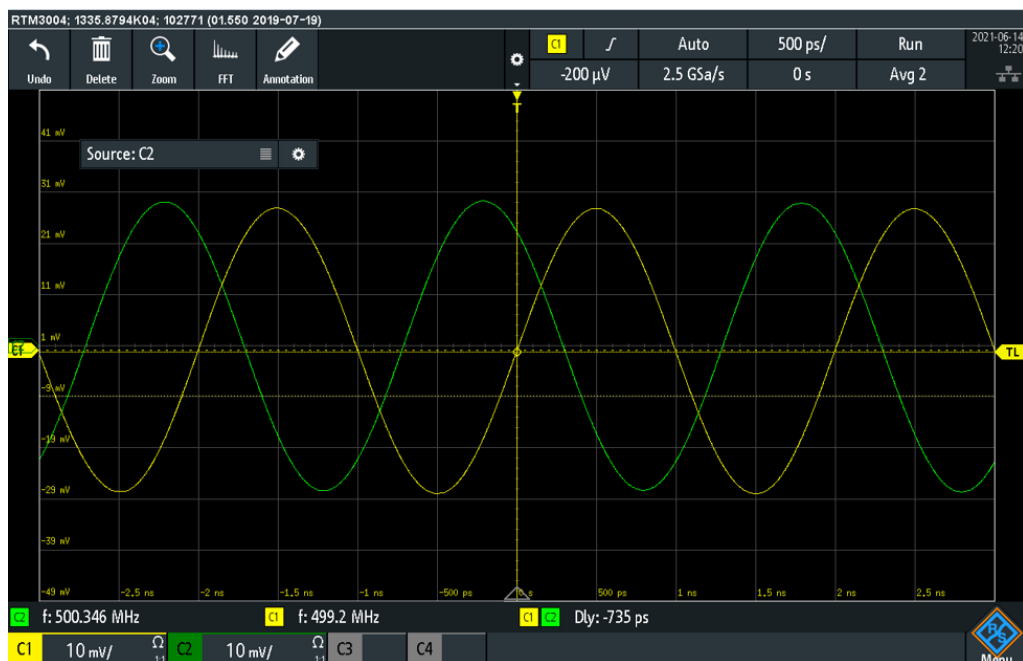 RTM3004; 1335.8794K04; 102771 (01.550 2019-07-19)
Undo Delete Zoom FFT Annotation
C1 Auto 500 ps/ Run
-200 µV 2.5 GSa/s 0 s Avg 2
2021-06-14
12:20
T
41 mV
Source: C2
31 mV
21 mV
11 mV
1 mV
TL
-9 mV
-19 mV
-29 mV
-39 mV
-49 mV -2.5 ns -2 ns -1.5 ns -1 ns -500 ps 0 s 500 ps 1 ns 1.5 ns 2 ns 2.5 ns
C2 f: 500.346 MHz C1 f: 499.2 MHz C1 C2 Dly: -735 ps
C1 10 mV/ Ω 1:1 C2 10 mV/ Ω 1:1 C3 C4
R&S
Menu